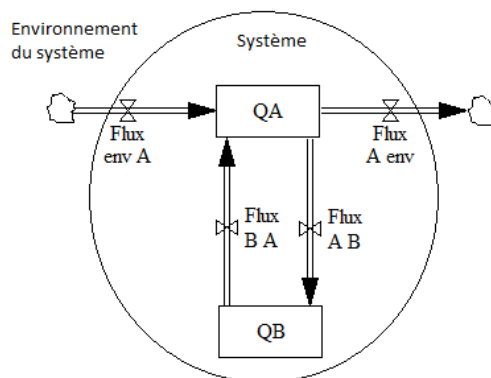 Environnement
du système
Système
QA
Flux
env A
Flux
A env
Flux
B A
Flux
A B
QB